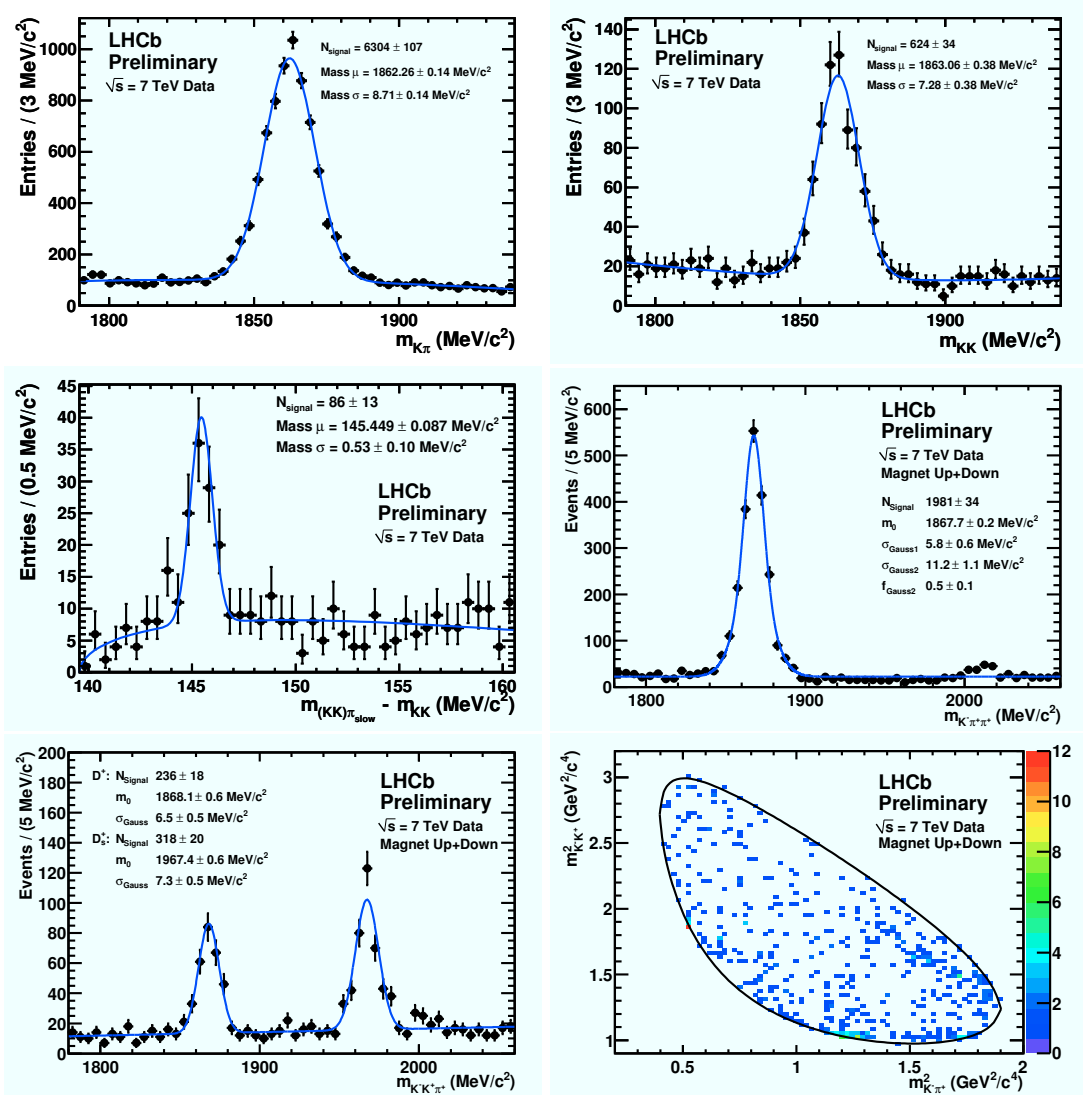 Entries / (3 MeV/c²)
1000
800
600
400
200
0
LHCb
Preliminary
√s = 7 TeV Data
N_signal = 6304 ± 107
Mass μ = 1862.26 ± 0.14 MeV/c²
Mass σ = 8.71 ± 0.14 MeV/c²
1800 1850 1900
m_Kπ (MeV/c²)
Entries / (3 MeV/c²)
140
120
100
80
60
40
20
0
LHCb
Preliminary
√s = 7 TeV Data
N_signal = 624 ± 34
Mass μ = 1863.06 ± 0.38 MeV/c²
Mass σ = 7.28 ± 0.38 MeV/c²
1800 1850 1900
m_KK (MeV/c²)
Entries / (0.5 MeV/c²)
45
40
35
30
25
20
15
10
5
0
N_signal = 86 ± 13
Mass μ = 145.449 ± 0.087 MeV/c²
Mass σ = 0.53 ± 0.10 MeV/c²
LHCb
Preliminary
√s = 7 TeV Data
140 145 150 155 160
m_(KK)π_slow - m_KK (MeV/c²)
Events / (5 MeV/c²)
600
500
400
300
200
100
0
LHCb
Preliminary
√s = 7 TeV Data
Magnet Up+Down
N_Signal 1981 ± 34
m₀ 1867.7 ± 0.2 MeV/c²
σ_Gauss1 5.8 ± 0.6 MeV/c²
σ_Gauss2 11.2 ± 1.1 MeV/c²
f_Gauss2 0.5 ± 0.1
1800 1900 2000
m_K⁻π⁺π⁺ (MeV/c²)
Events / (5 MeV/c²)
200
180
160
140
120
100
80
60
40
20
0
D⁺: N_Signal 236 ± 18
m₀ 1868.1 ± 0.6 MeV/c²
σ_Gauss 6.5 ± 0.5 MeV/c²
D_s⁺: N_Signal 318 ± 20
m₀ 1967.4 ± 0.6 MeV/c²
σ_Gauss 7.3 ± 0.5 MeV/c²
LHCb
Preliminary
√s = 7 TeV Data
Magnet Up+Down
1800 1900 2000
m_K⁻K⁺π⁺ (MeV/c²)
m²_K⁻K⁺ (GeV²/c⁴)
3
2.5
2
1.5
1
LHCb
Preliminary
√s = 7 TeV Data
Magnet Up+Down
12
10
8
6
4
2
0
0.5 1 1.5 2
m²_K⁻π⁺ (GeV²/c⁴)